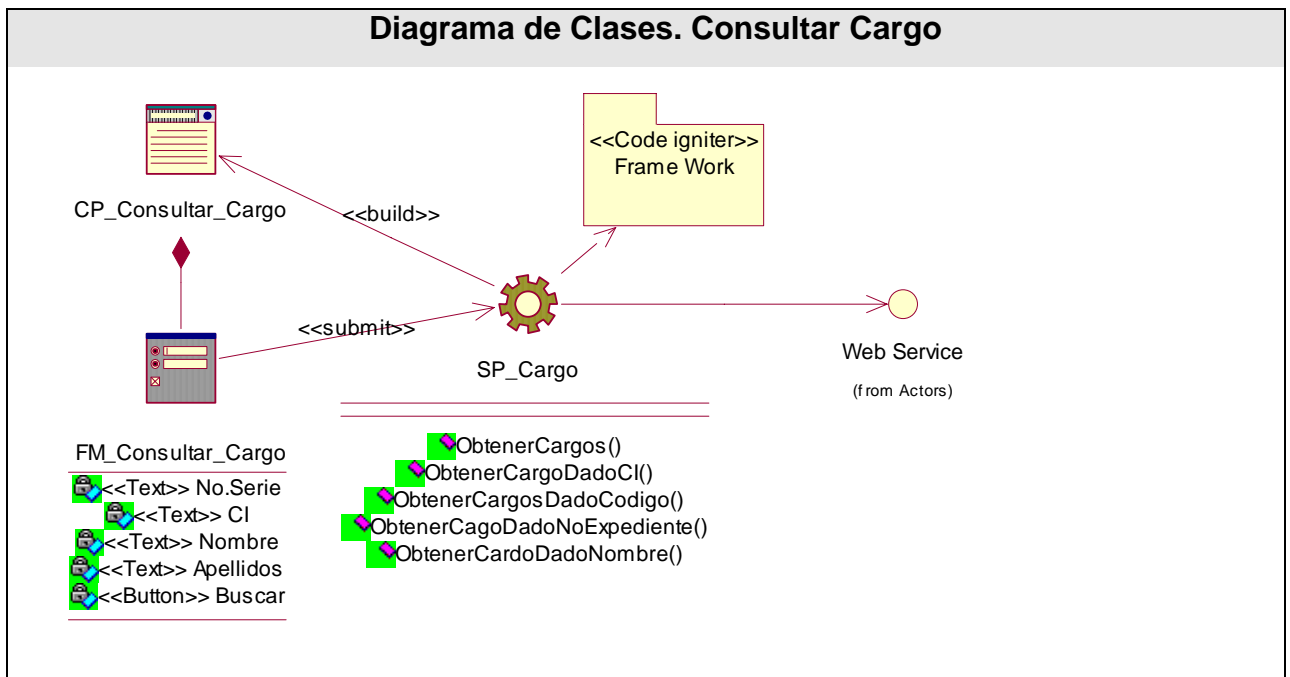 Diagrama de Clases. Consultar Cargo
<<Code igniter>>
Frame Work
CP_Consultar_Cargo
<<build>>
<<submit>>
SP_Cargo
Web Service
(from Actors)
FM_Consultar_Cargo
<<Text>> No.Serie
<<Text>> CI
<<Text>> Nombre
<<Text>> Apellidos
<<Button>> Buscar
ObtenerCargos()
ObtenerCargoDadoCI()
ObtenerCargosDadoCodigo()
ObtenerCagoDadoNoExpediente()
ObtenerCardoDadoNombre()